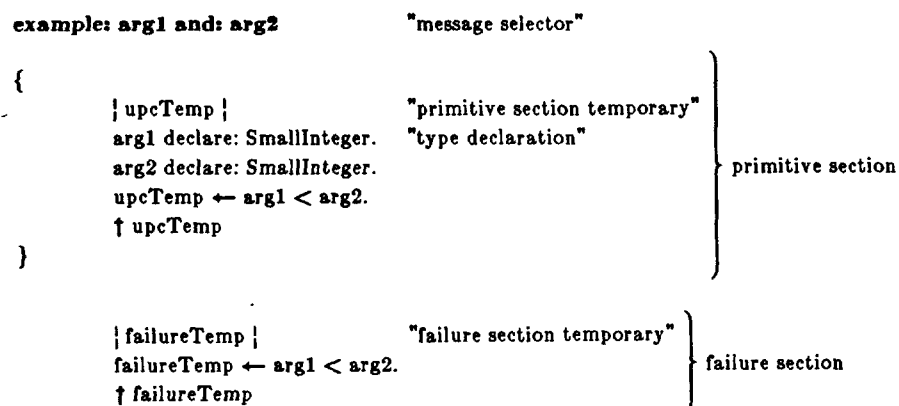 example: arg1 and: arg2 "message selector"
{
¦ upcTemp ¦ "primitive section temporary"
arg1 declare: SmallInteger. "type declaration"
arg2 declare: SmallInteger. primitive section
upcTemp ← arg1 < arg2.
↑ upcTemp
}
¦ failureTemp ¦ "failure section temporary"
failureTemp ← arg1 < arg2. failure section
↑ failureTemp